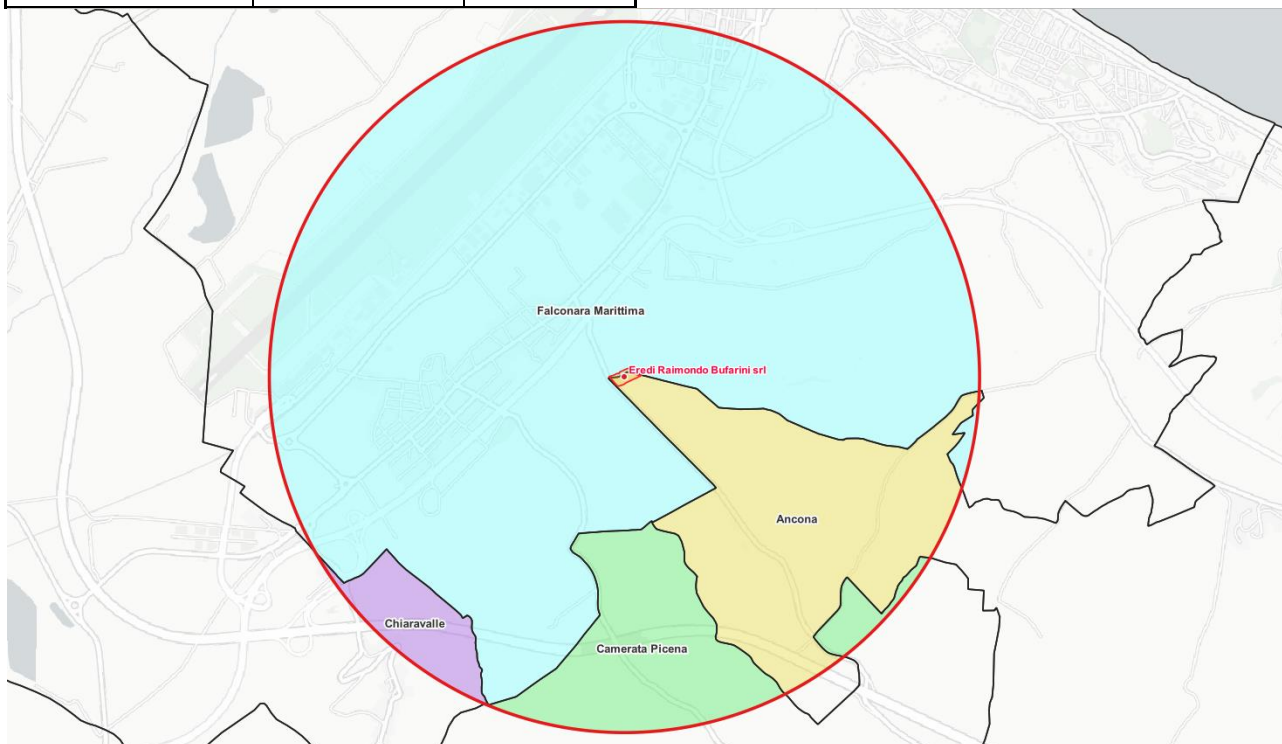 Falconara Marittima
Eredi Raimondo Bufarini srl
Ancona
Chiaravalle
Camerata Picena